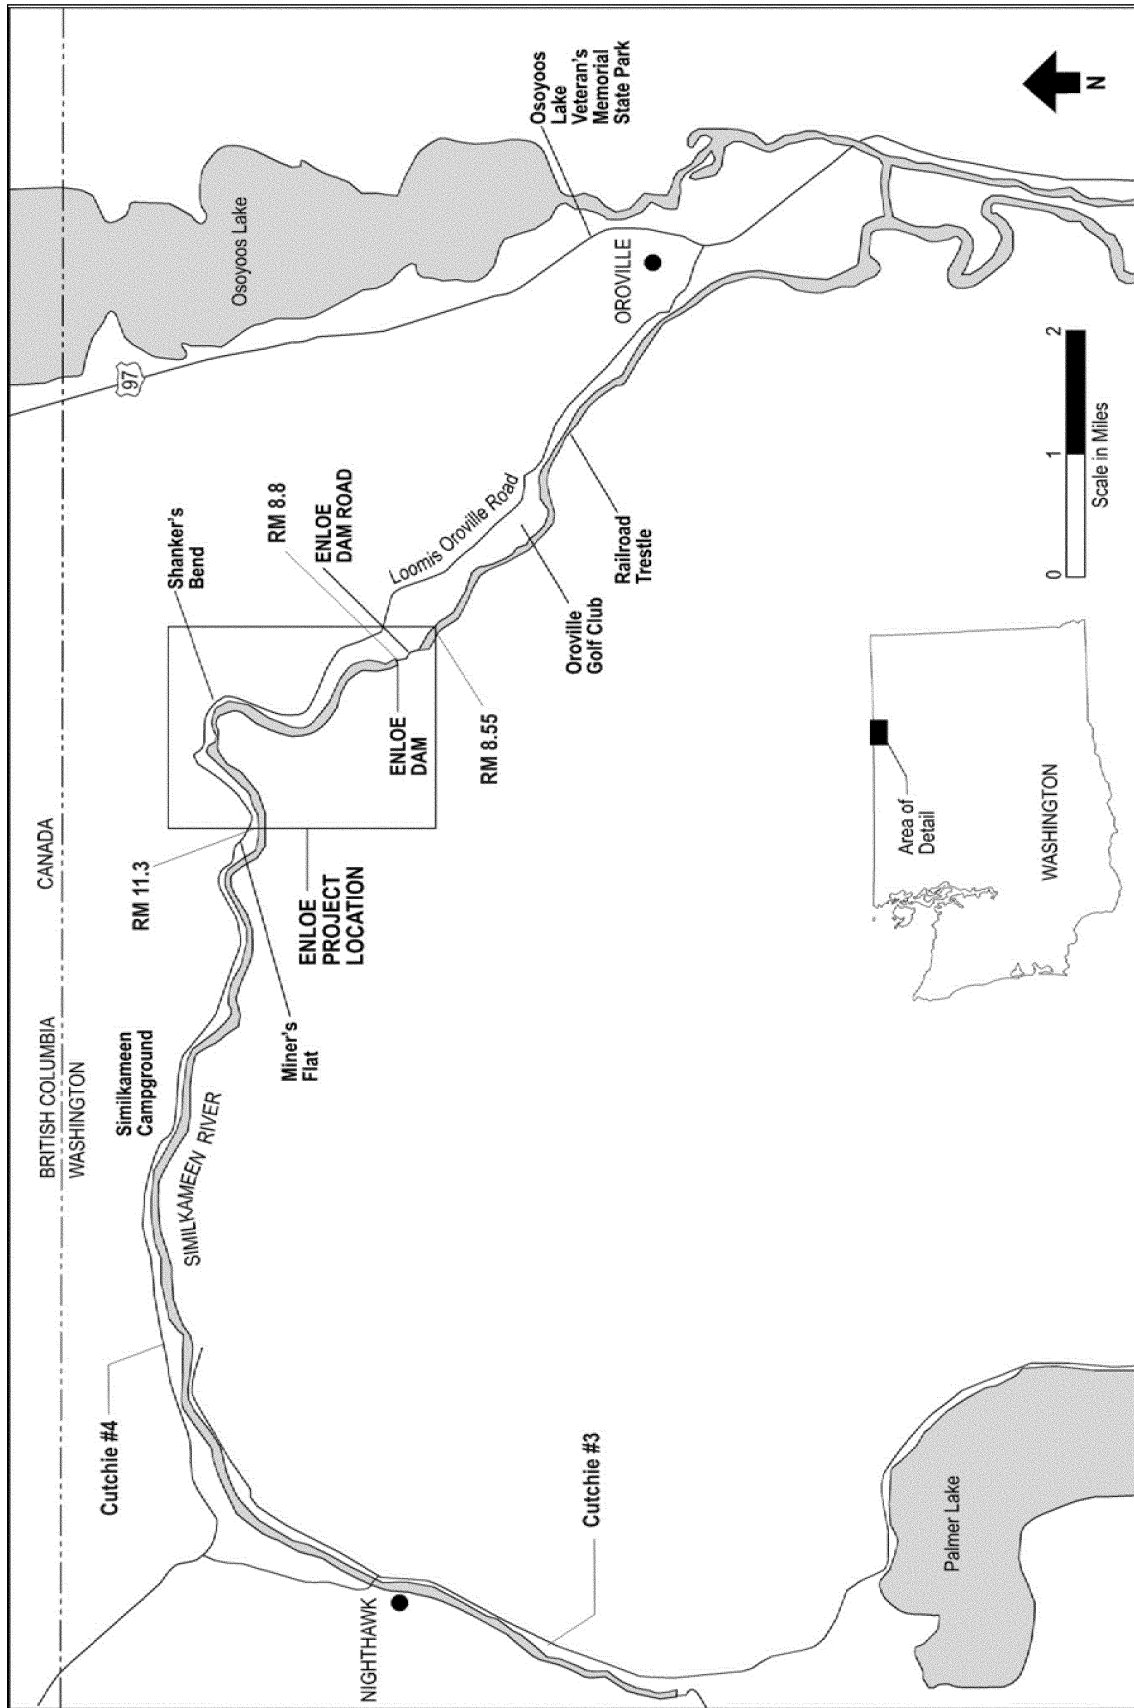 BRITISH COLUMBIA
CANADA
WASHINGTON
97
Osoyoos Lake
Osoyoos
Lake
Veteran's
Memorial
State Park
Cutchie #4
Similkameen
Campground
RM 11.3
Shanker's
Bend
SIMILKAMEEN RIVER
Miner's
Flat
ENLOE
PROJECT
LOCATION
RM 8.8
ENLOE
DAM ROAD
Loomis Oroville Road
ENLOE
DAM
RM 8.55
NIGHTHAWK
OROVILLE
Oroville
Golf Club
Railroad
Trestle
Cutchie #3
Palmer Lake
Area of
Detail
WASHINGTON
0
1
2
Scale in Miles
N